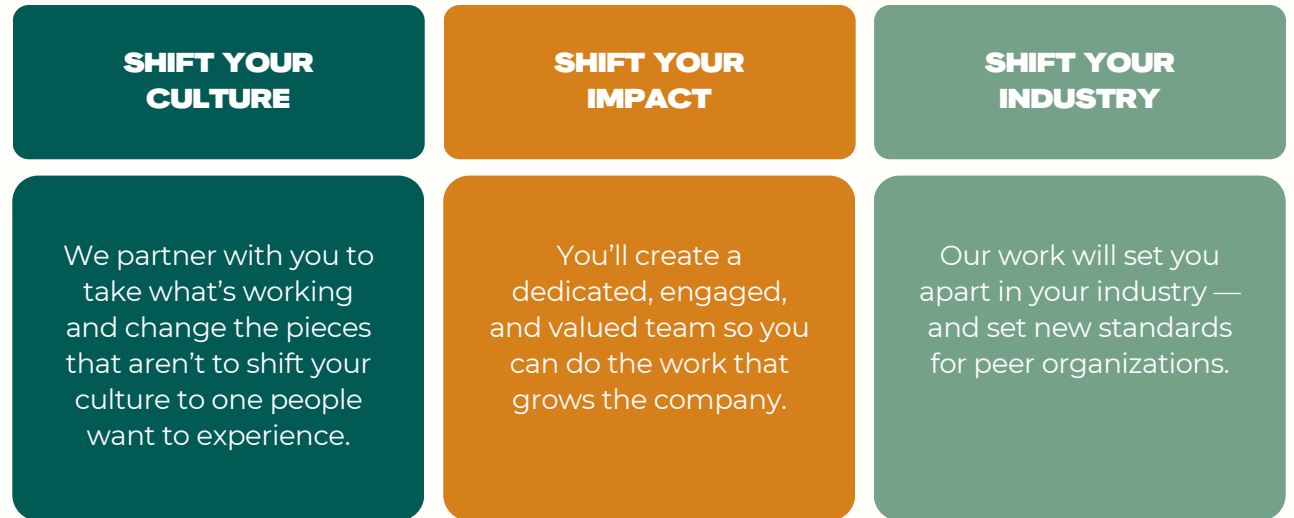 SHIFT YOUR
CULTURE
SHIFT YOUR
IMPACT
SHIFT YOUR
INDUSTRY
We partner with you to
take what’s working
and change the pieces
that aren’t to shift your
culture to one people
want to experience.
You’ll create a
dedicated, engaged,
and valued team so you
can do the work that
grows the company.
Our work will set you
apart in your industry —
and set new standards
for peer organizations.